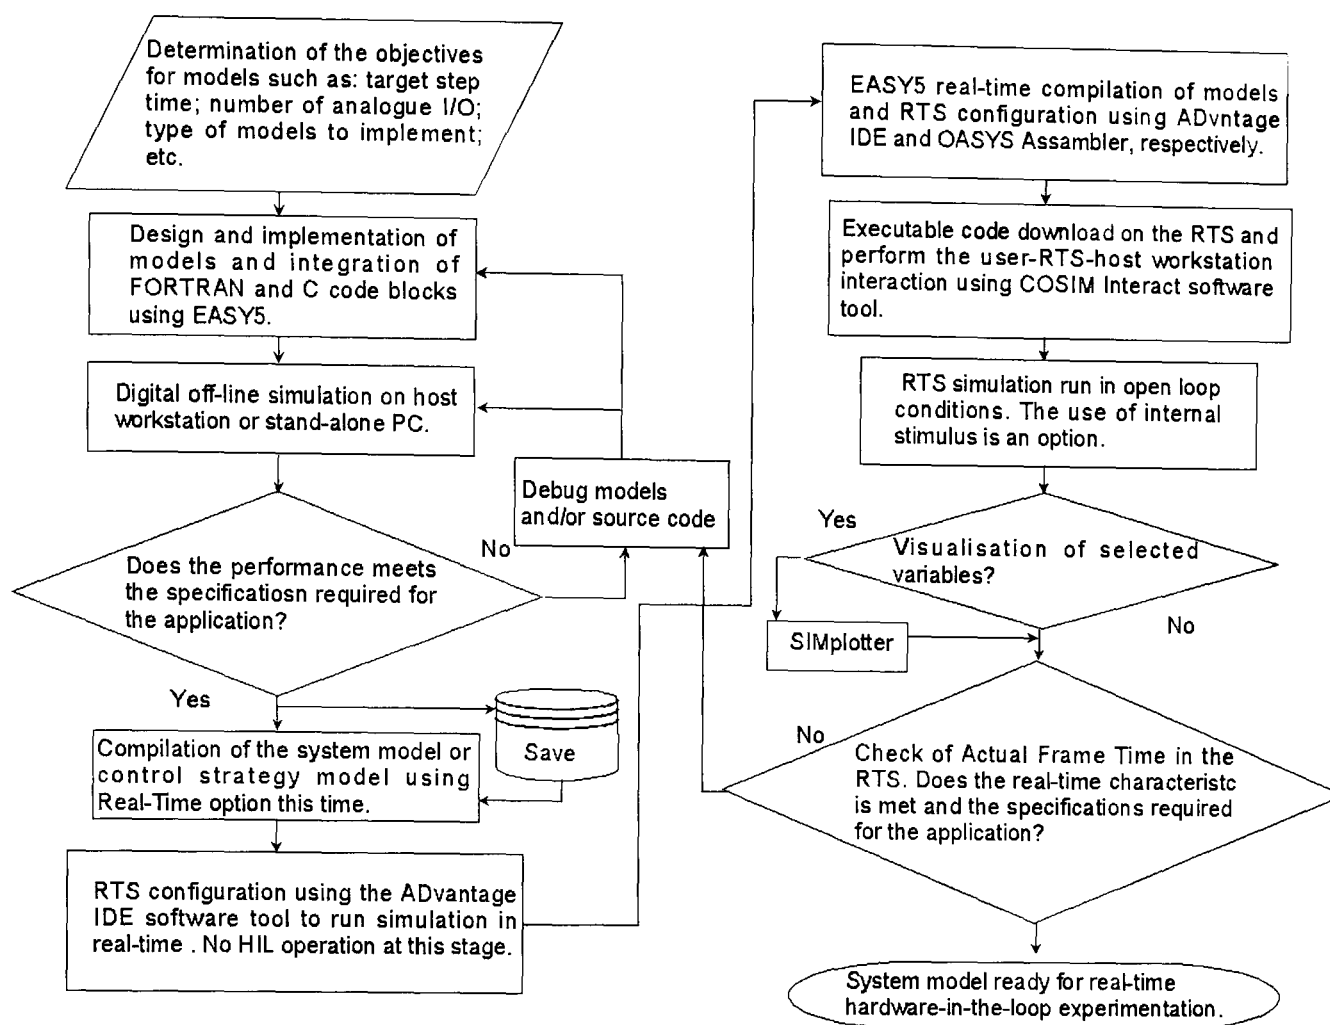 Determination of the objectives
for models such as: target step
time; number of analogue I/O;
type of models to implement;
etc.
Design and implementation of
models and integration of
FORTRAN and C code blocks
using EASY5.
Digital off-line simulation on host
workstation or stand-alone PC.
Debug models
and/or source code
No
Does the performance meets
the specificatiosn required for
the application?
Yes
Save
Compilation of the system model or
control strategy model using
Real-Time option this time.
RTS configuration using the ADvantage
IDE software tool to run simulation in
real-time . No HIL operation at this stage.
EASY5 real-time compilation of models
and RTS configuration using ADvntage
IDE and OASYS Assambler, respectively.
Executable code download on the RTS and
perform the user-RTS-host workstation
interaction using COSIM Interact software
tool.
RTS simulation run in open loop
conditions. The use of internal
stimulus is an option.
Yes
Visualisation of selected
variables?
No
SIMplotter
No
Check of Actual Frame Time in the
RTS. Does the real-time characteristc
is met and the specifications required
for the application?
System model ready for real-time
hardware-in-the-loop experimentation.